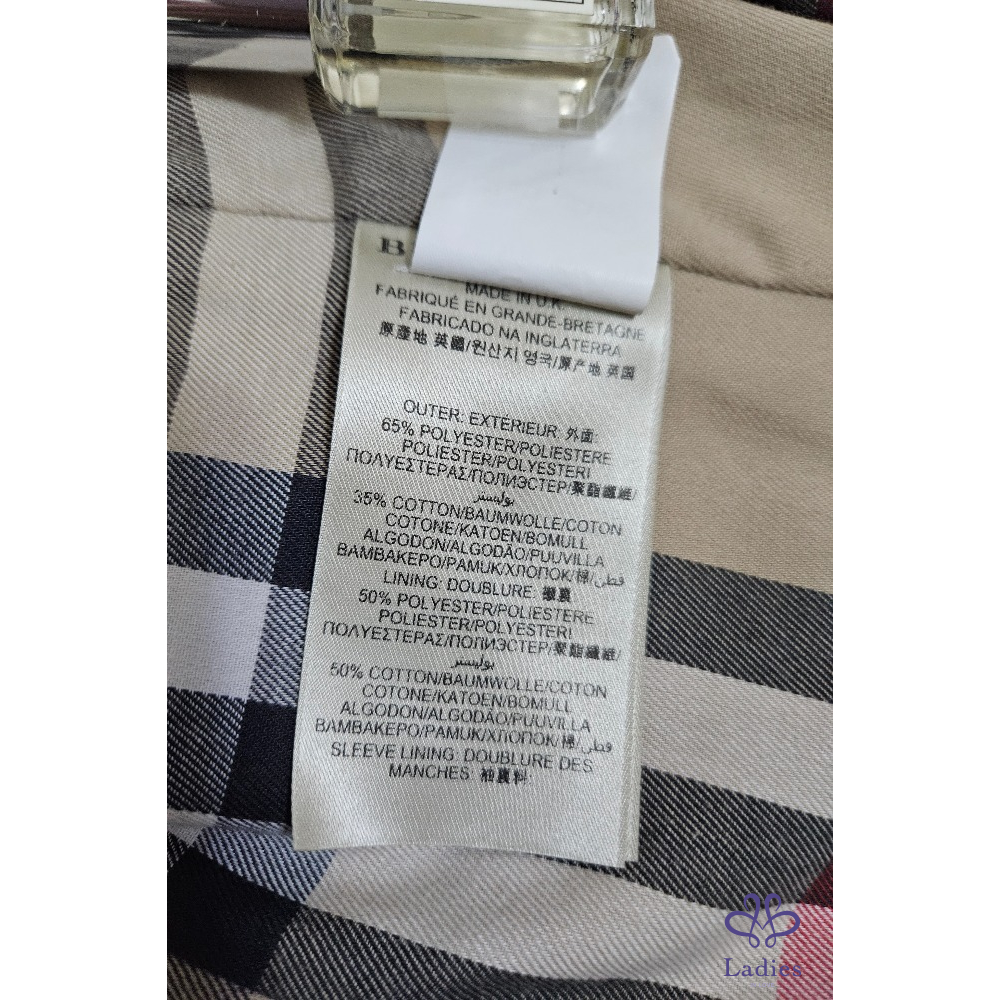 B
MADE IN U.K.
FABRIQUÉ EN GRANDE-BRETAGNE
FABRICADO NA INGLATERRA
原產地 英國/원산지 영국/原产地 英国
OUTER: EXTÉRIEUR: 外面:
65% POLYESTER/POLIESTERE
POLIESTER/POLYESTERI
ΠΟΛΥΕΣΤΕΡΑΣ/ПОЛИЭСТЕР/聚酯纖維/
بوليستر
35% COTTON/BAUMWOLLE/COTON
COTONE/KATOEN/BOMULL
ALGODON/ALGODÃO/PUUVILLA
ΒΑΜΒΑΚΕΡΟ/PAMUK/ХЛОПОК/棉/قطن
LINING: DOUBLURE: 襯裏
50% POLYESTER/POLIESTERE
POLIESTER/POLYESTERI
ΠΟΛΥΕΣΤΕΡΑΣ/ПОЛИЭСТЕР/聚酯纖維/
بوليستر
50% COTTON/BAUMWOLLE/COTON
COTONE/KATOEN/BOMULL
ALGODON/ALGODÃO/PUUVILLA
ΒΑΜΒΑΚΕΡΟ/PAMUK/ХЛОПОК/棉/قطن
SLEEVE LINING: DOUBLURE DES
MANCHES: 袖裏料:
Ladies